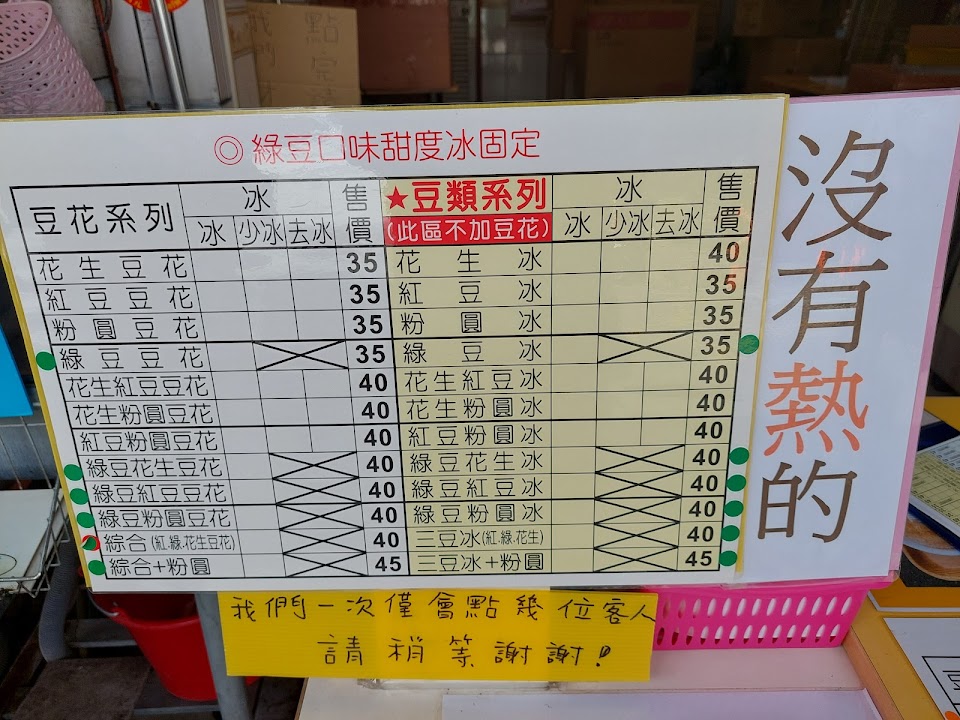 點完
我們
◎ 綠豆口味甜度冰固定
豆花系列 冰 售價
冰 少冰 去冰
花生豆花 35
紅豆豆花 35
粉圓豆花 35
綠豆豆花 35
花生紅豆豆花 40
花生粉圓豆花 40
紅豆粉圓豆花 40
綠豆花生豆花 40
綠豆紅豆豆花 40
綠豆粉圓豆花 40
綜合(紅.綠.花生豆花) 40
綜合+粉圓 45
★豆類系列 冰 售價
(此區不加豆花) 冰 少冰 去冰
花生冰 40
紅豆冰 35
粉圓冰 35
綠豆冰 35
花生紅豆冰 40
花生粉圓冰 40
紅豆粉圓冰 40
綠豆花生冰 40
綠豆紅豆冰 40
綠豆粉圓冰 40
三豆冰(紅.綠.花生) 40
三豆冰+粉圓 45
沒有熱的
我們一次僅會點幾位客人
請稍等謝謝!